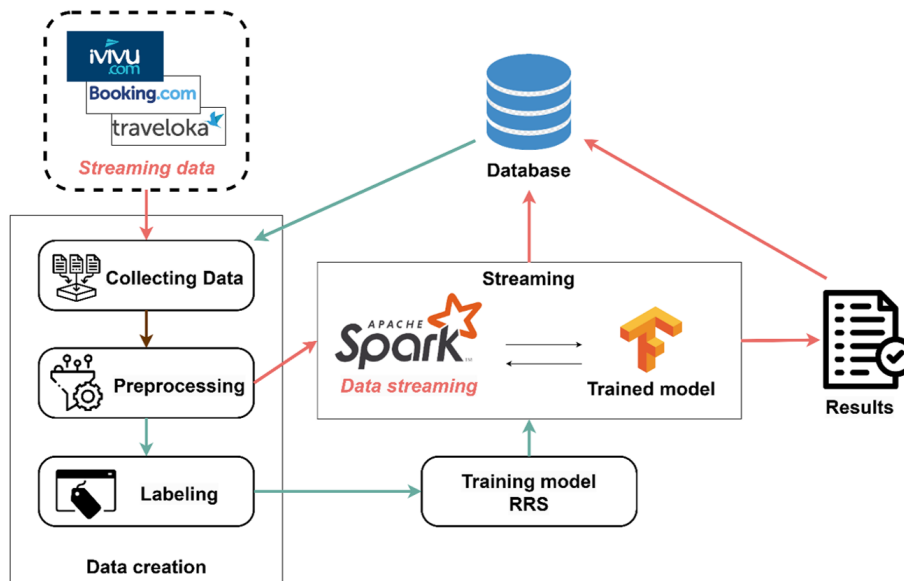 iVIVU
.com
Booking.com
traveloka
Streaming data
Database
Collecting Data
Streaming
APACHE
Spark
TM
Preprocessing
Data streaming
Trained model
Results
Labeling
Training model
RRS
Data creation